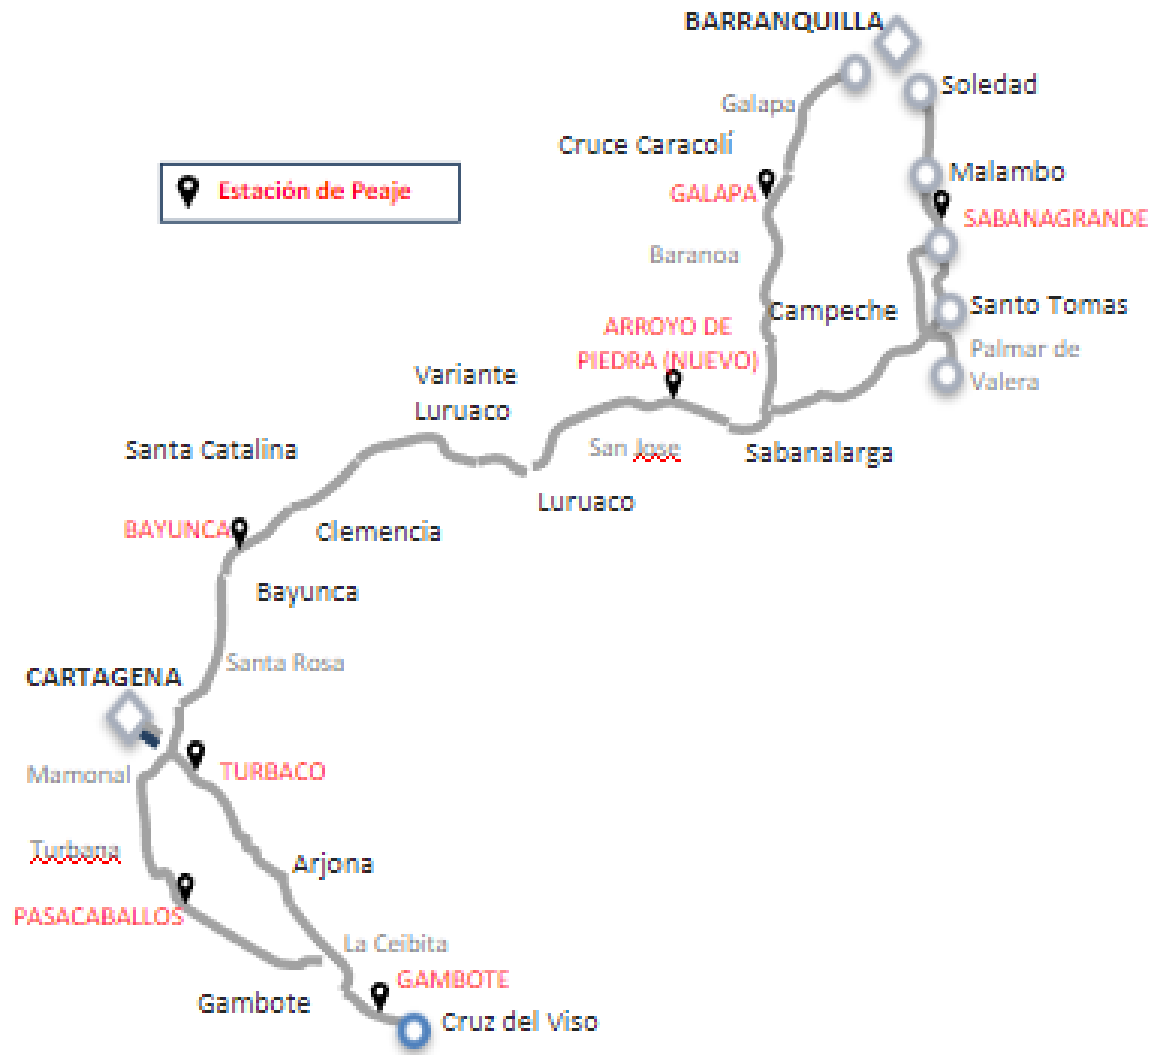 BARRANQUILLA
Soledad
Galapa
Cruce Caracolí
Malambo
Estación de Peaje
GALAPA
SABANAGRANDE
Baranoa
Campeche
Santo Tomas
ARROYO DE
PIEDRA (NUEVO)
Palmar de
Valera
Variante
Luruaco
Santa Catalina
San Jose
Sabanalarga
Luruaco
BAYUNCA
Clemencia
Bayunca
Santa Rosa
CARTAGENA
Mamonal
TURBACO
Turbana
Arjona
PASACABALLOS
La Ceibita
GAMBOTE
Gambote
Cruz del Viso